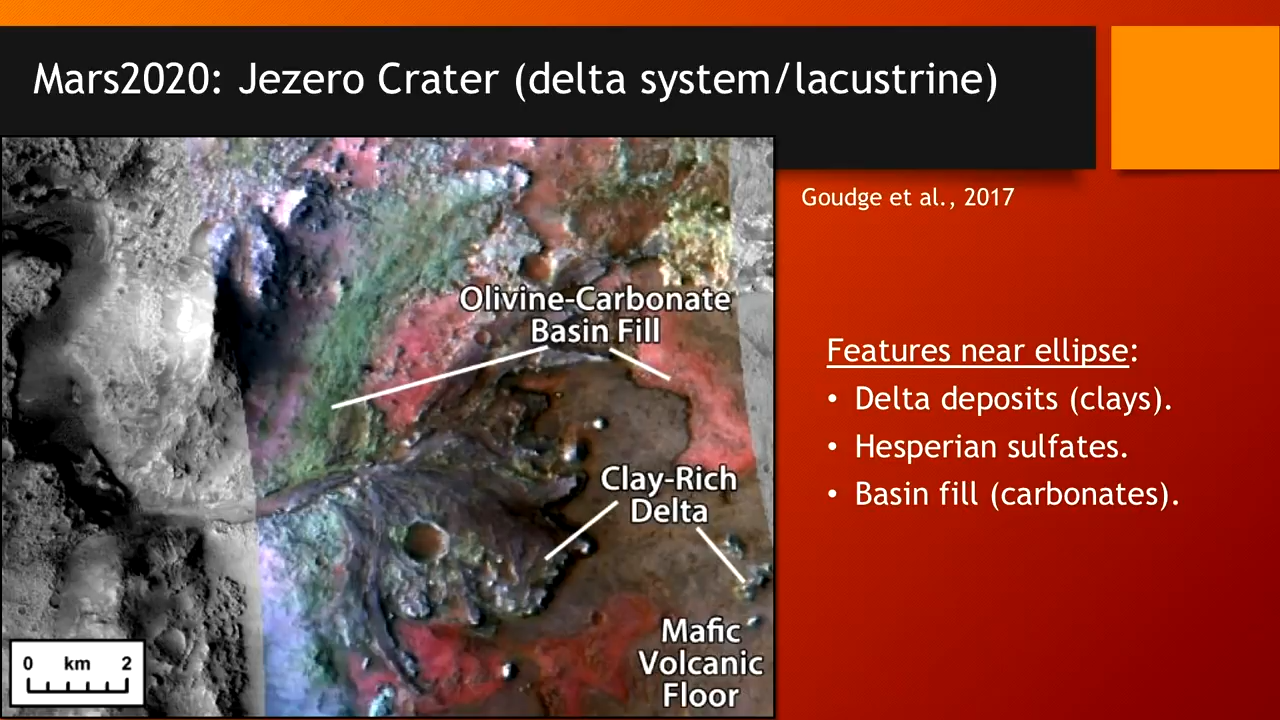 Mars2020: Jezero Crater (delta system/lacustrine)
Goudge et al., 2017
Olivine-Carbonate
Basin Fill
Features near ellipse:
• Delta deposits (clays).
• Hesperian sulfates.
• Basin fill (carbonates).
Clay-Rich
Delta
Mafic
Volcanic
Floor
0 km 2